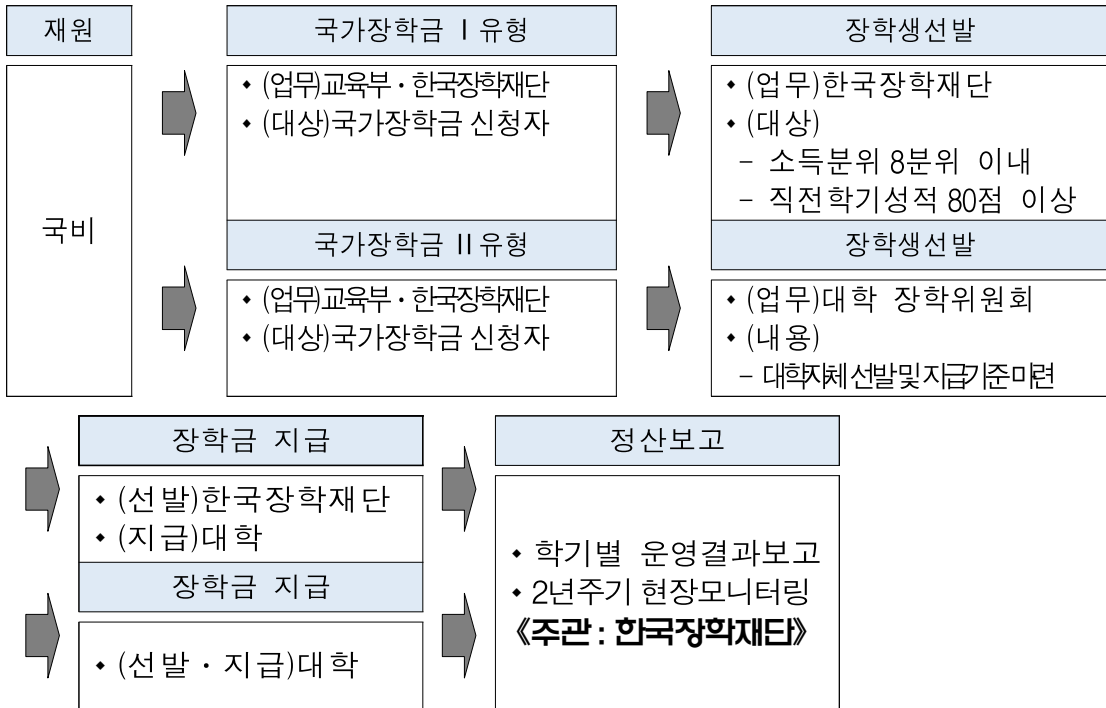 재원
국비
국가장학금 Ⅰ유형
◆ (업무)교육부·한국장학재단
◆ (대상)국가장학금 신청자
장학생선발
◆ (업무)한국장학재단
◆ (대상)
- 소득분위 8분위 이내
- 직전학기성적 80점 이상
국가장학금 Ⅱ유형
◆ (업무)교육부·한국장학재단
◆ (대상)국가장학금 신청자
장학생선발
◆ (업무)대학 장학위원회
◆ (내용)
- 대학자체 선발및지급기준마련
장학금 지급
◆ (선발)한국장학재단
◆ (지급)대학
장학금 지급
◆ (선발·지급)대학
정산보고
◆ 학기별 운영결과보고
◆ 2년주기 현장모니터링
《주관 : 한국장학재단》